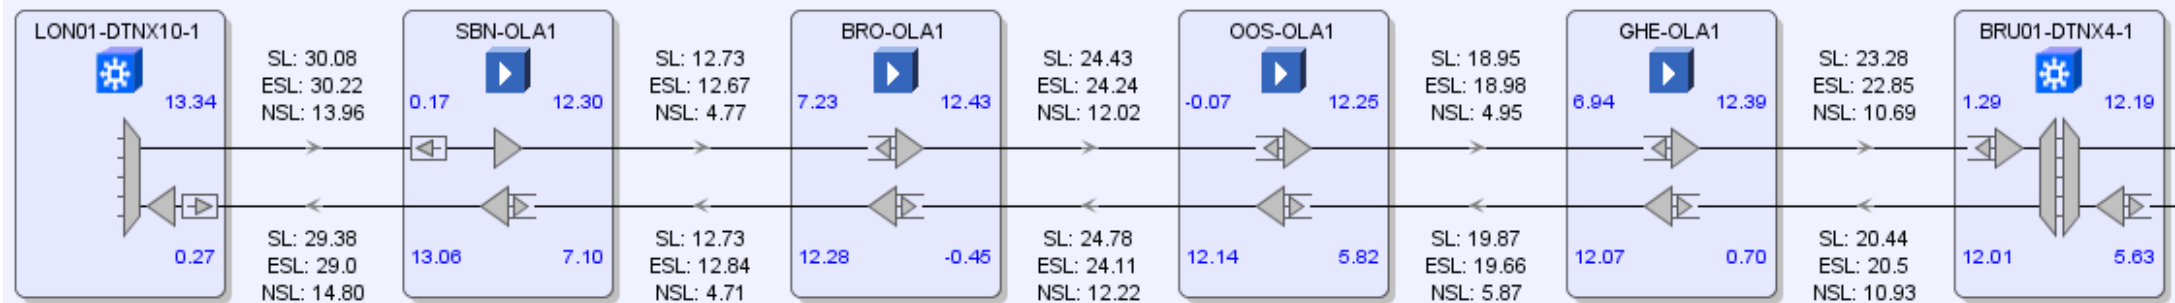 LON01-DTNX10-1
13.34
0.27
SL: 30.08
ESL: 30.22
NSL: 13.96
SL: 29.38
ESL: 29.0
NSL: 14.80
SBN-OLA1
0.17 12.30
13.06 7.10
SL: 12.73
ESL: 12.67
NSL: 4.77
SL: 12.73
ESL: 12.84
NSL: 4.71
BRO-OLA1
7.23 12.43
12.28 -0.45
SL: 24.43
ESL: 24.24
NSL: 12.02
SL: 24.78
ESL: 24.11
NSL: 12.22
OOS-OLA1
-0.07 12.25
12.14 5.82
SL: 18.95
ESL: 18.98
NSL: 4.95
SL: 19.87
ESL: 19.66
NSL: 5.87
GHE-OLA1
6.94 12.39
12.07 0.70
SL: 23.28
ESL: 22.85
NSL: 10.69
SL: 20.44
ESL: 20.5
NSL: 10.93
BRU01-DTNX4-1
1.29 12.19
12.01 5.63